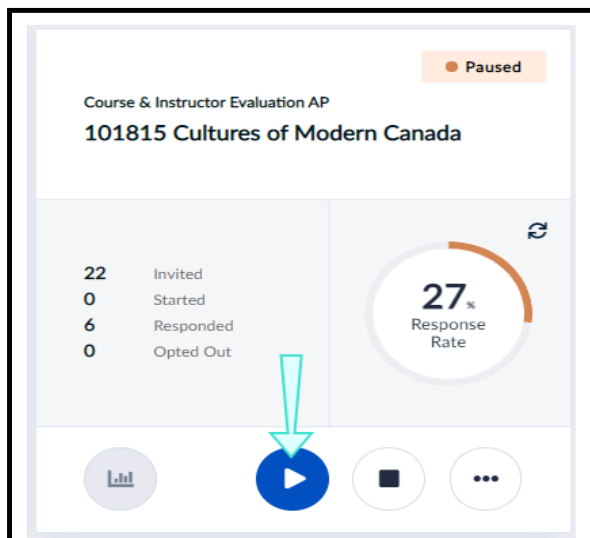 Paused
Course & Instructor Evaluation AP
101815 Cultures of Modern Canada
22 Invited
0 Started
6 Responded
0 Opted Out
27%
Response
Rate